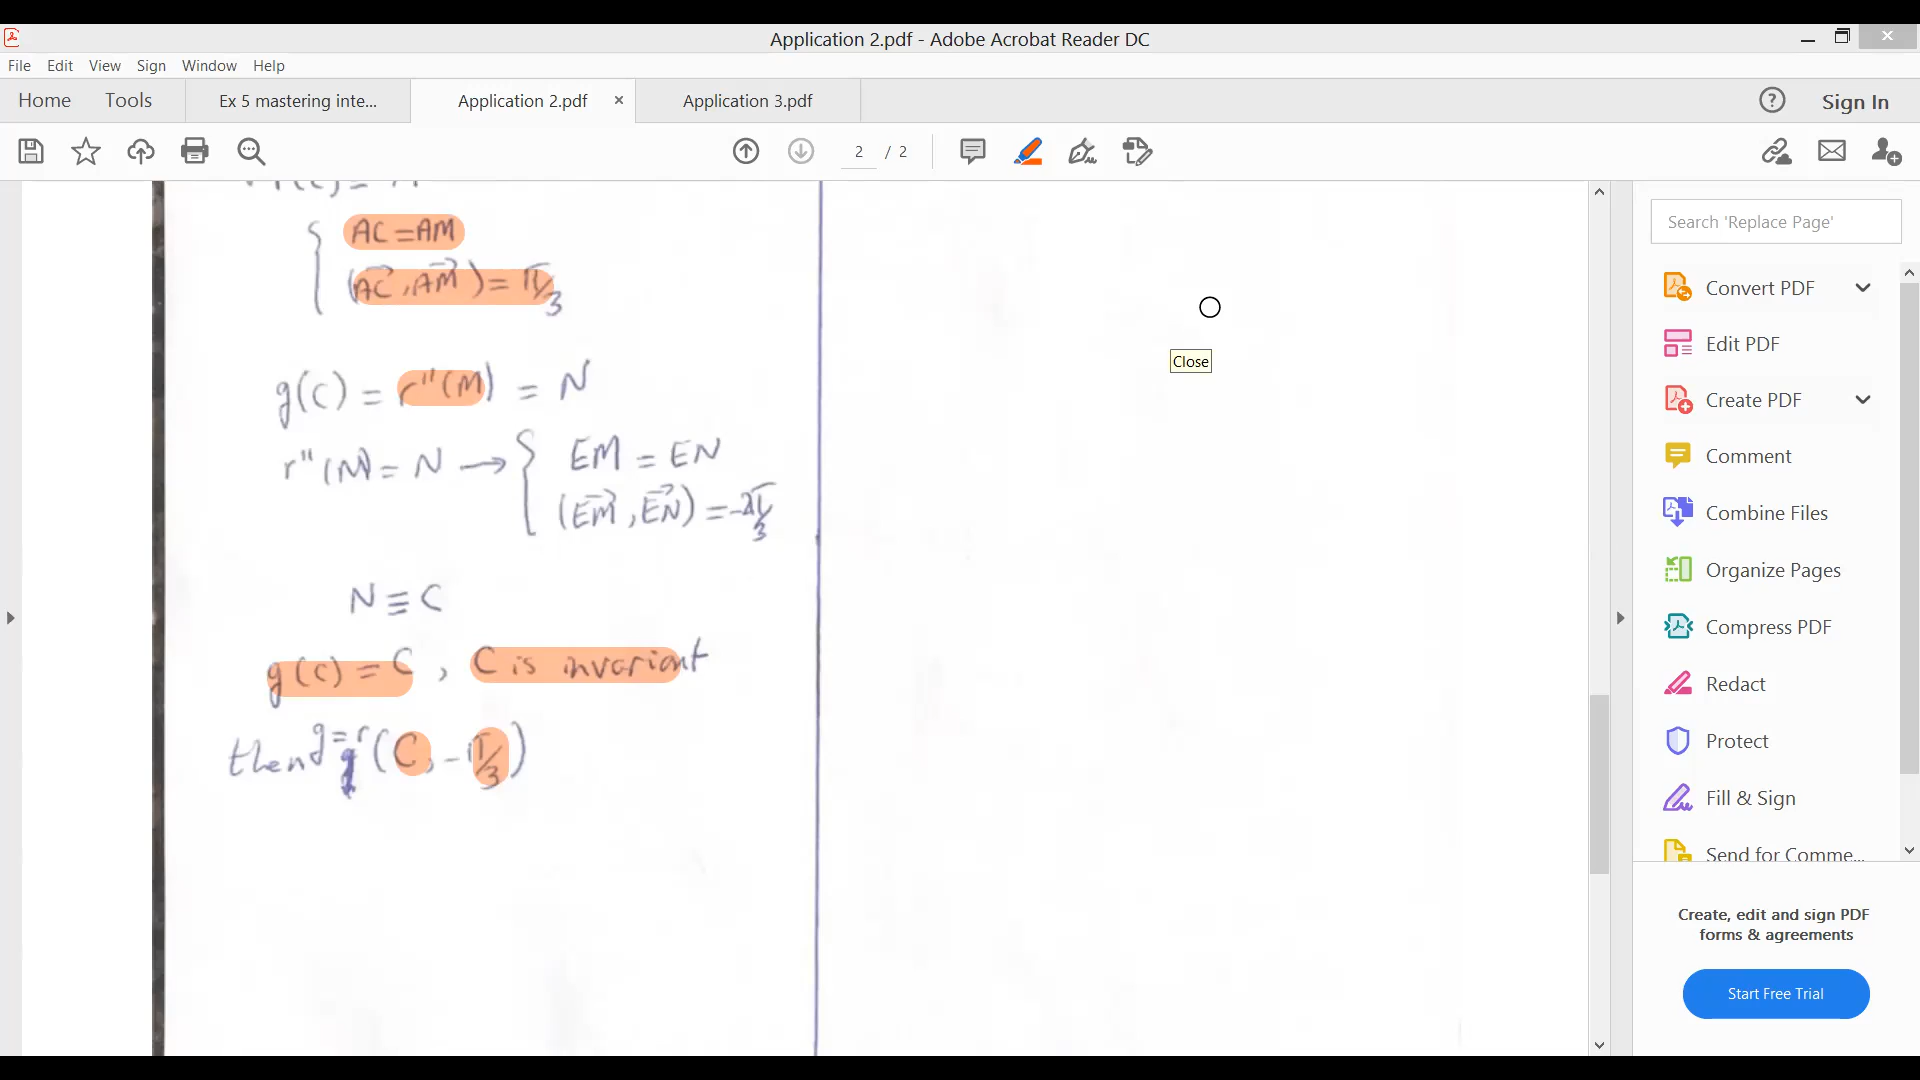 Application 2.pdf - Adobe Acrobat Reader DC
File Edit View Sign Window Help
Home Tools Ex 5 mastering inte... Application 2.pdf × Application 3.pdf Sign In
2 / 2
AC = AM
(AC, AM) = π/3
g(C) = r"(M) = N
r"(M) = N → EM = EN
(EM, EN) = -2π/3
N ≡ C
g(C) = C, C is invariant
then g = r(C, -π/3)
Close
Search 'Replace Page'
Convert PDF
Edit PDF
Create PDF
Comment
Combine Files
Organize Pages
Compress PDF
Redact
Protect
Fill & Sign
Send for Comme...
Create, edit and sign PDF
forms & agreements
Start Free Trial